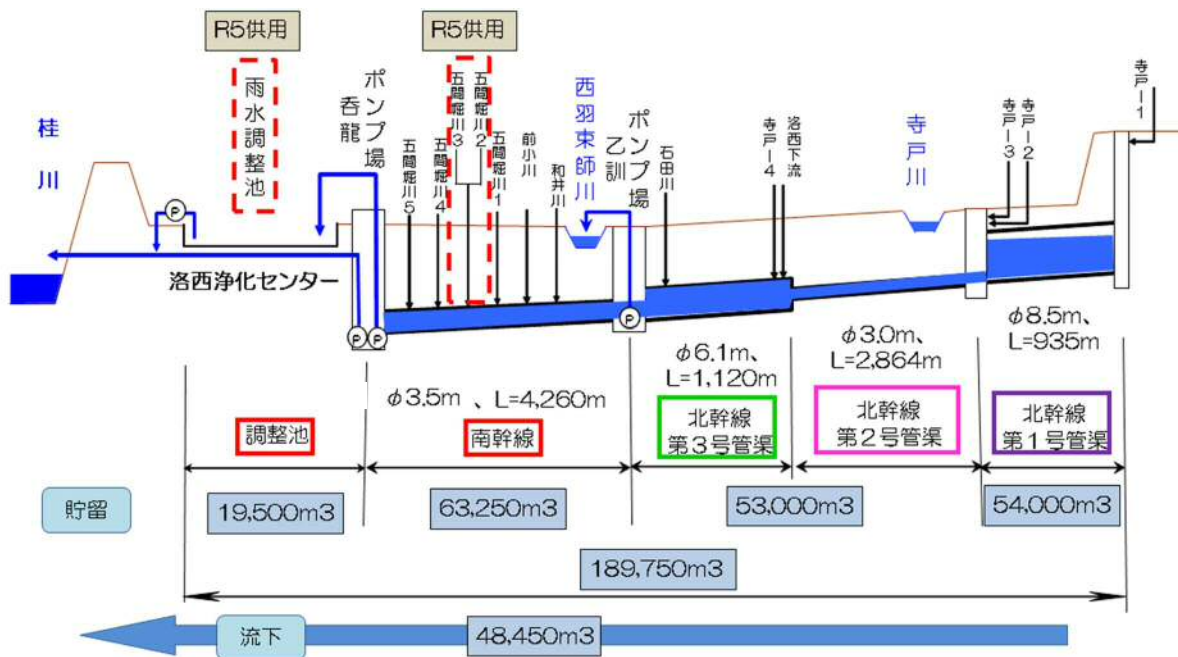 R5供用
R5供用
桂川
雨水調整池
呑龍
ポンプ場
五間堀川5
五間堀川4
五間堀川3
五間堀川2
五間堀川1
前小川
和井川
西羽束師川
乙訓
ポンプ場
石田川
寺戸ー4
洛西下流
寺戸川
寺戸ー3
寺戸ー2
寺戸ー1
P
洛西浄化センター
P
P
P
φ3.5m 、L=4,260m
φ6.1m、
L=1,120m
φ3.0m、
L=2,864m
φ8.5m、
L=935m
調整池
南幹線
北幹線
第3号管渠
北幹線
第2号管渠
北幹線
第1号管渠
貯留
19,500m3
63,250m3
53,000m3
54,000m3
189,750m3
流下
48,450m3